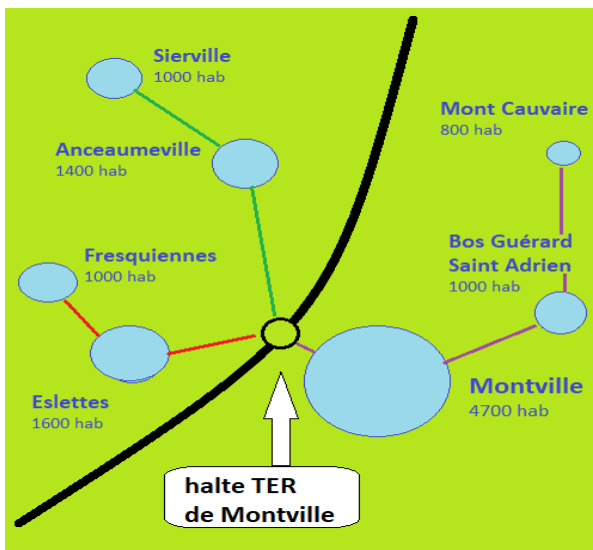 Sierville
1000 hab
Mont Cauvaire
800 hab
Anceaumeville
1400 hab
Fresquiennes
1000 hab
Bos Guérard
Saint Adrien
1000 hab
Eslettes
1600 hab
Montville
4700 hab
halte TER
de Montville